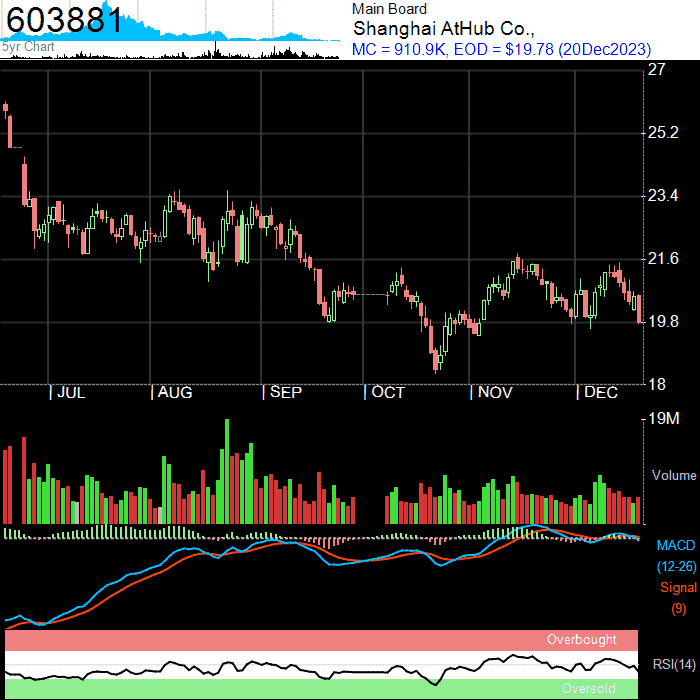 603881
5yr Chart
Main Board
Shanghai AtHub Co.,
MC = 910.9K, EOD = $19.78 (20Dec2023)
27
25.2
23.4
21.6
19.8
18
| JUL | AUG | SEP | OCT | NOV | DEC
19M
Volume
MACD
(12-26)
Signal
(9)
Overbought
RSI(14)
Oversold